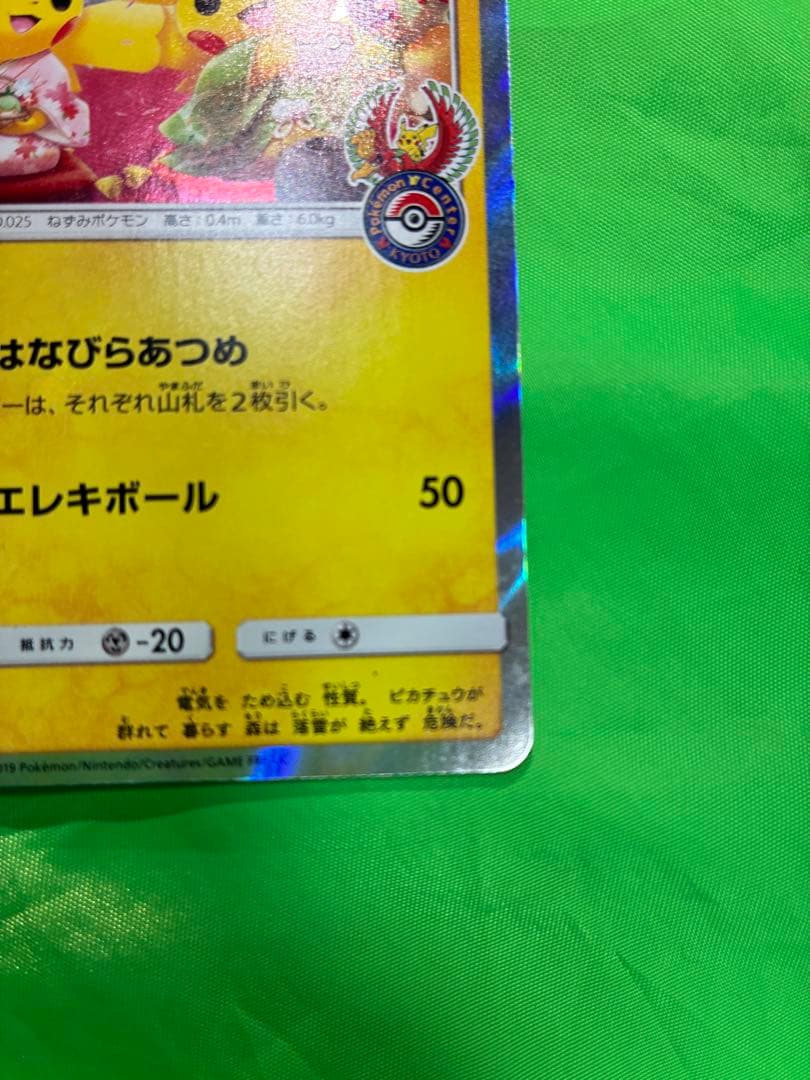 0.025 ねずみポケモン 高さ：0.4m 重さ：6.0kg
Pokémon Center
KYOTO
はなびらあつめ
ーは、それぞれ山札を2枚引く。
エレキボール 50
抵抗力 -20 にげる
電気を ため込む 性質。 ピカチュウが
群れて 暮らす 森は 落雷が 絶えず 危険だ。
019 Pokémon/Nintendo/Creatures/GAME